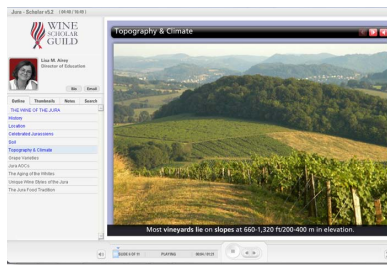 Jura - Scholar v5.2
WINE
SCHOLAR
GUILD
Lisa M. Airey
Director of Education
Bio
Email
Outline
Thumbnails
Notes
Search
THE WINE OF THE JURA
History
Location
Celebrated Jurassiens
Soil
Topography & Climate
Grape Varieties
Jura AOCs
The Aging of the Whites
Unique Wine Styles of the Jura
The Jura Food Tradition
Topography & Climate
Most vineyards lie on slopes at 660-1,320 ft/200-400 m in elevation.
PLAYING